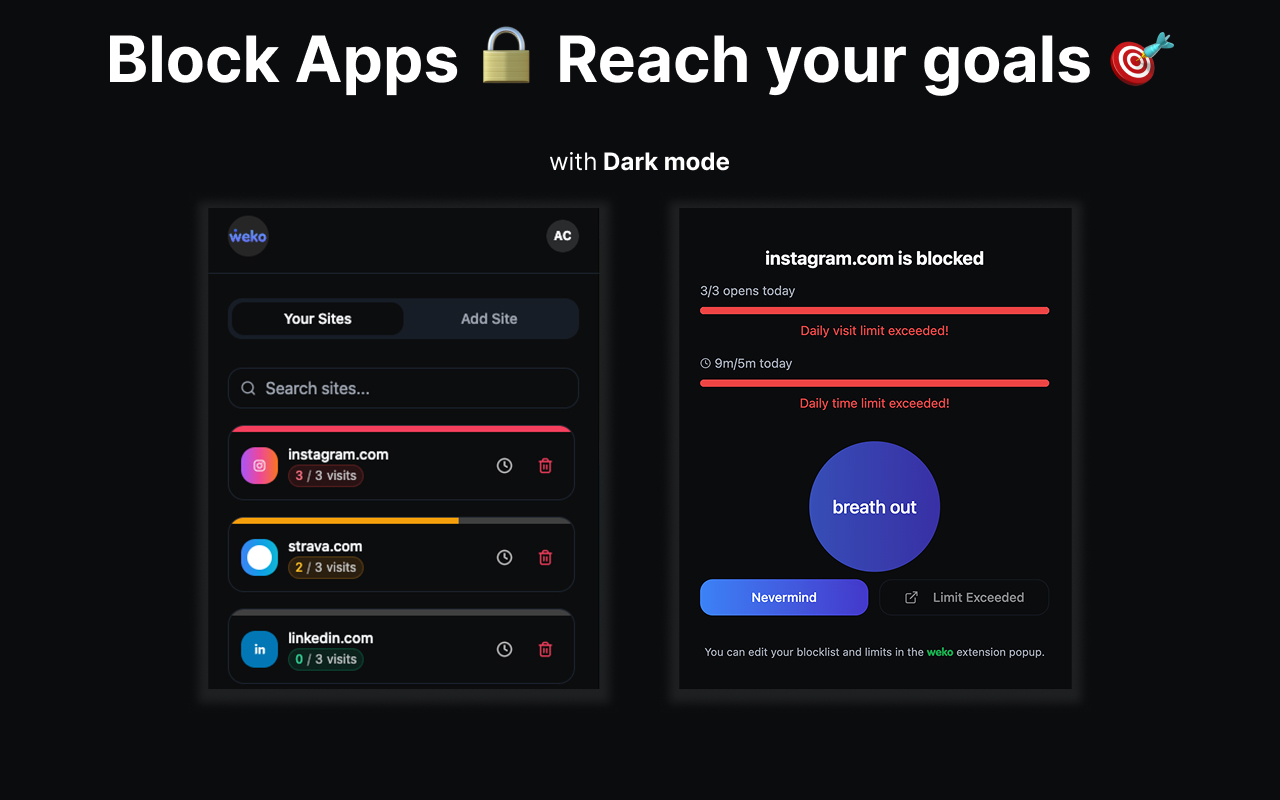 Block Apps 🔒 Reach your goals 🎯
with Dark mode
weko
AC
Your Sites
Add Site
Search sites...
instagram.com
3 / 3 visits
strava.com
2 / 3 visits
in
linkedin.com
0 / 3 visits
instagram.com is blocked
3/3 opens today
Daily visit limit exceeded!
9m/5m today
Daily time limit exceeded!
breath out
Nevermind
Limit Exceeded
You can edit your blocklist and limits in the weko extension popup.